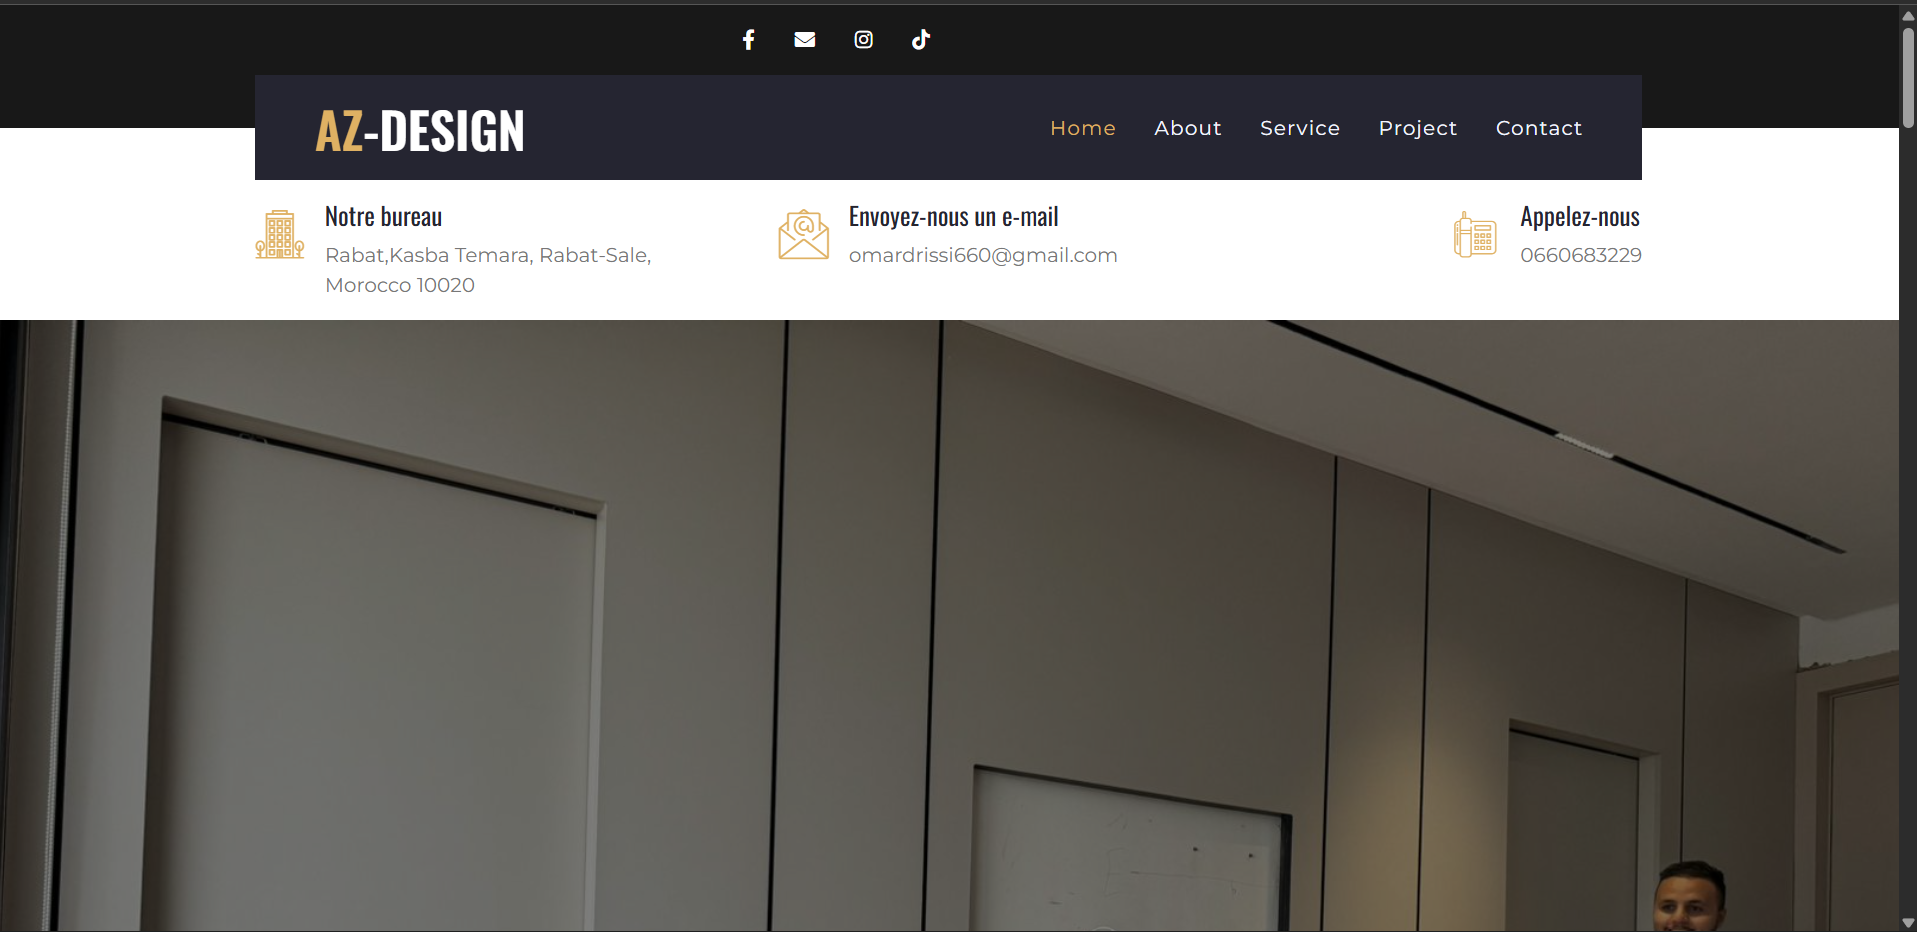 AZ-DESIGN
Home About Service Project Contact
Notre bureau
Rabat,Kasba Temara, Rabat-Sale,
Morocco 10020
Envoyez-nous un e-mail
omardrissi660@gmail.com
Appelez-nous
0660683229